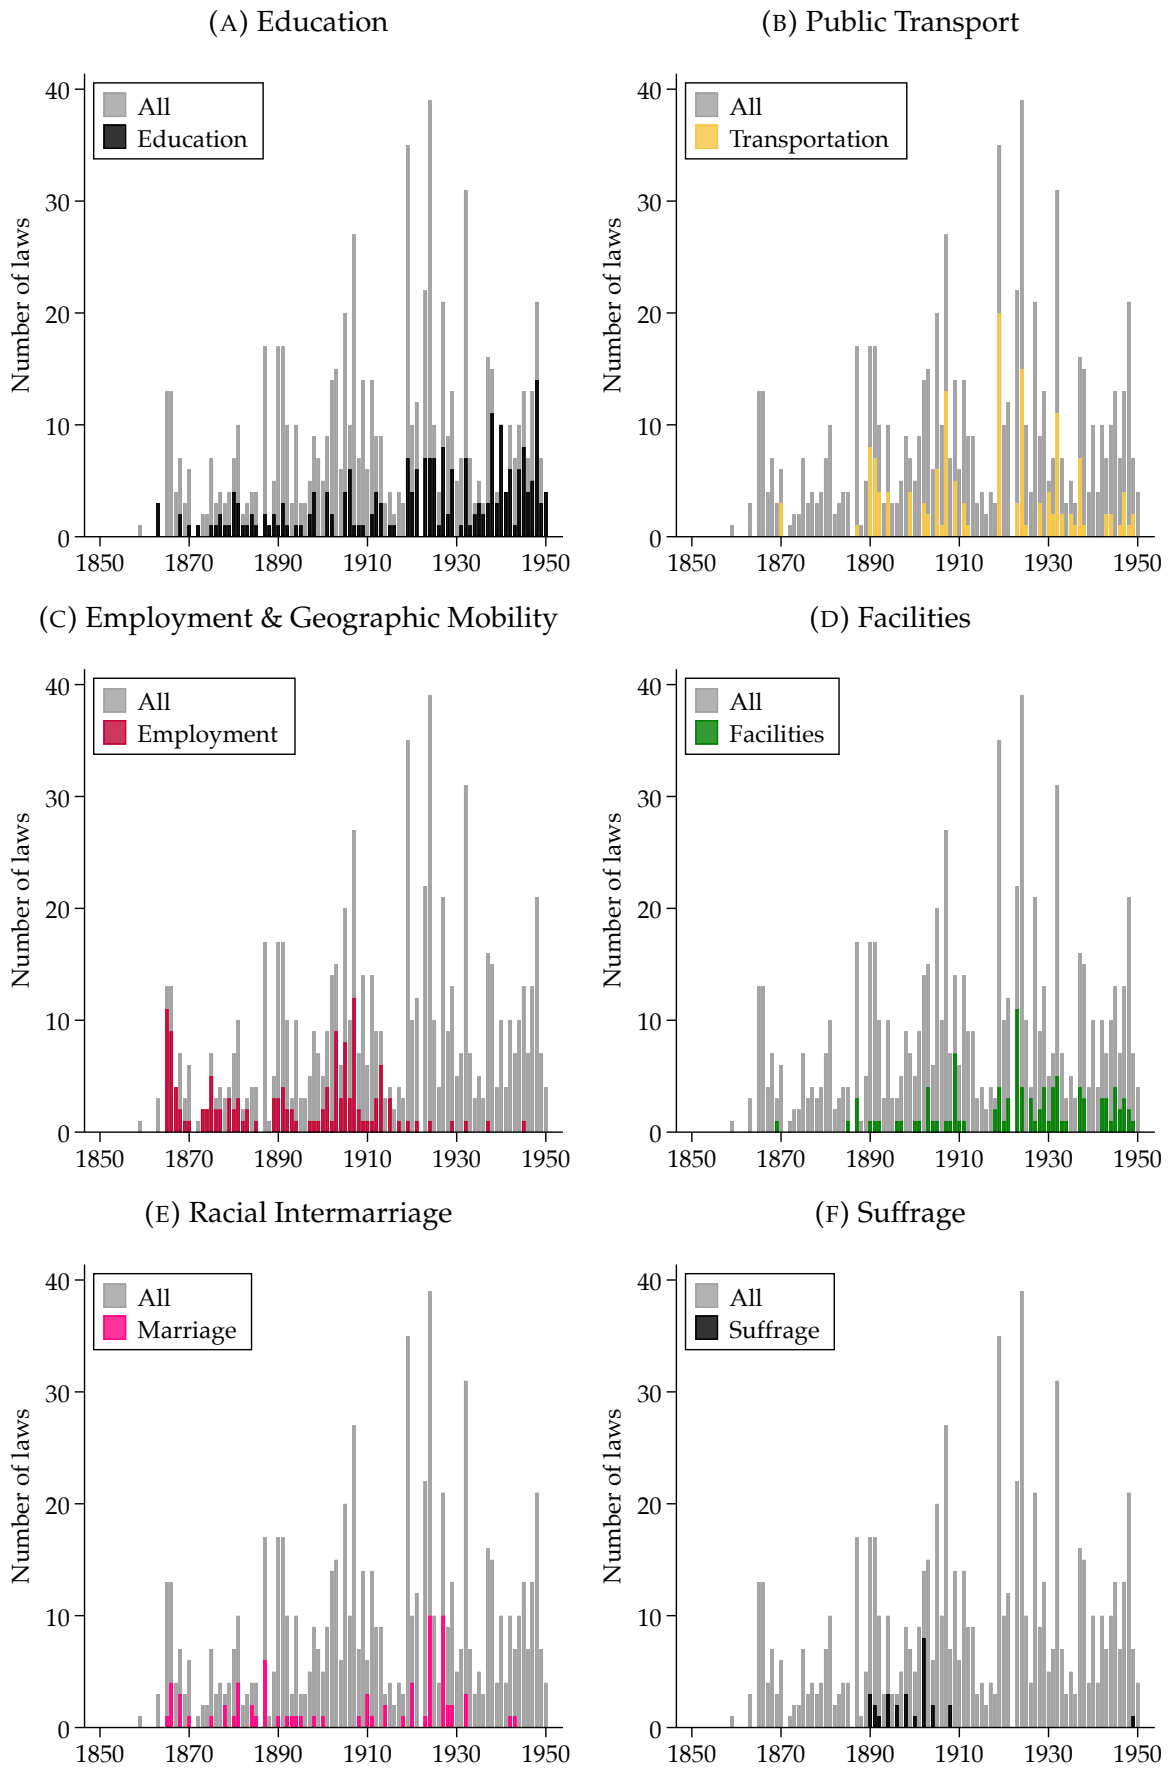 (A) Education
All
Education
Number of laws
40
30
20
10
0
1850 1870 1890 1910 1930 1950
(B) Public Transport
All
Transportation
Number of laws
40
30
20
10
0
1850 1870 1890 1910 1930 1950
(C) Employment & Geographic Mobility
All
Employment
Number of laws
40
30
20
10
0
1850 1870 1890 1910 1930 1950
(D) Facilities
All
Facilities
Number of laws
40
30
20
10
0
1850 1870 1890 1910 1930 1950
(E) Racial Intermarriage
All
Marriage
Number of laws
40
30
20
10
0
1850 1870 1890 1910 1930 1950
(F) Suffrage
All
Suffrage
Number of laws
40
30
20
10
0
1850 1870 1890 1910 1930 1950